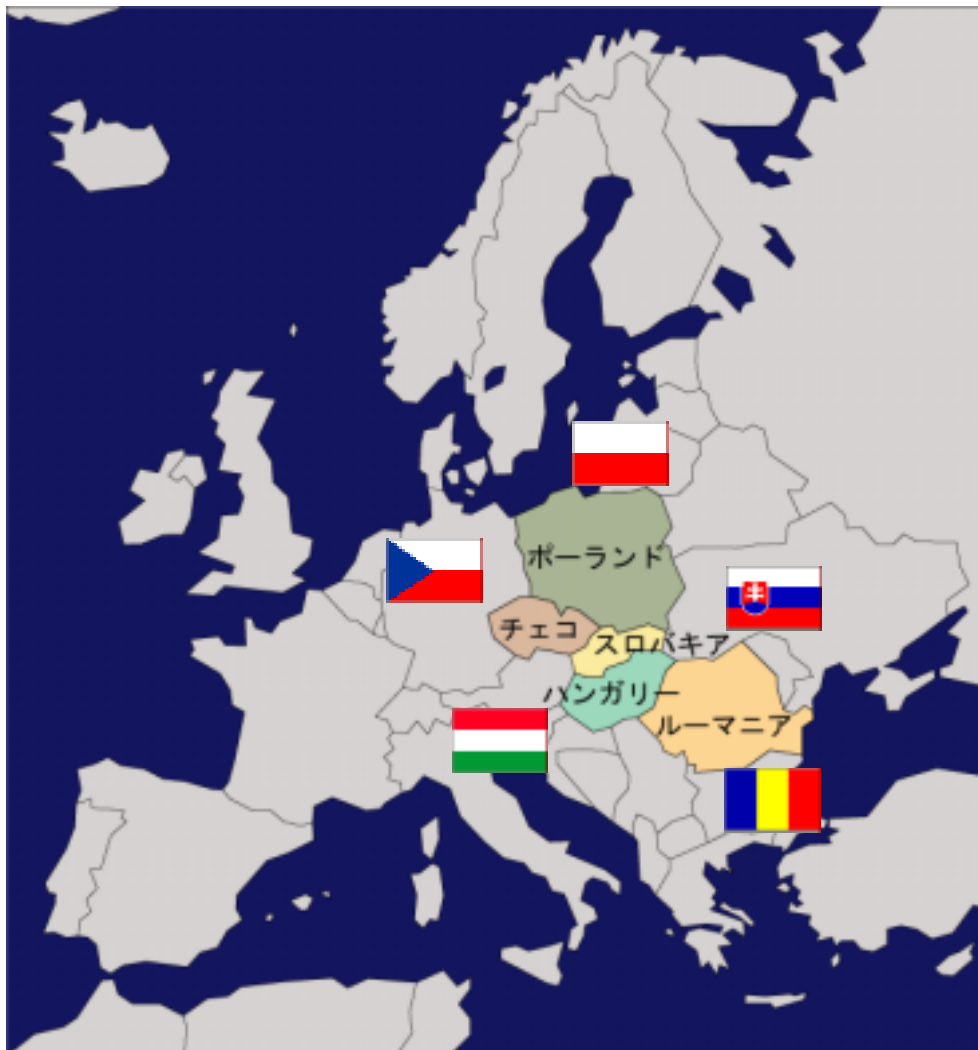 ポーランド
チェコ
スロバキア
ハンガリー
ルーマニア